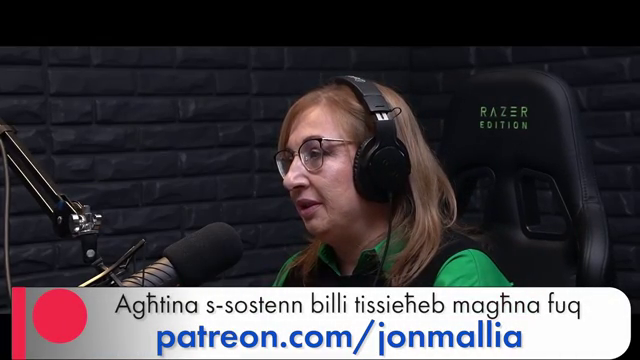 RAZER
EDITION
Agħtina s-sostenn billi tissieħeb magħna fuq
patreon.com/jonmallia